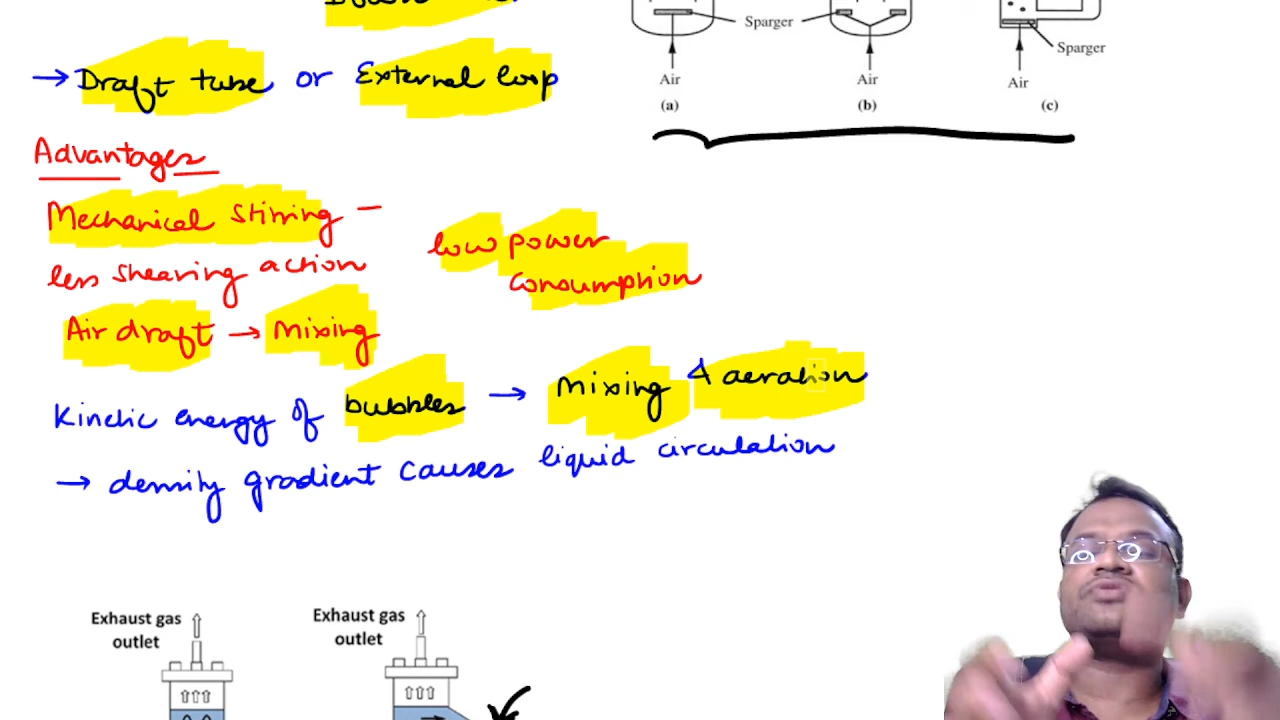 → Draft tube or External loop
Sparger
Sparger
Air
Air
Air
(a)
(b)
(c)
Advantages
Mechanical stirring –
less shearing action
low power
consumption
Air draft → Mixing
Kinetic energy of bubbles → Mixing & aeration
→ density gradient causes liquid circulation
Exhaust gas
outlet
Exhaust gas
outlet